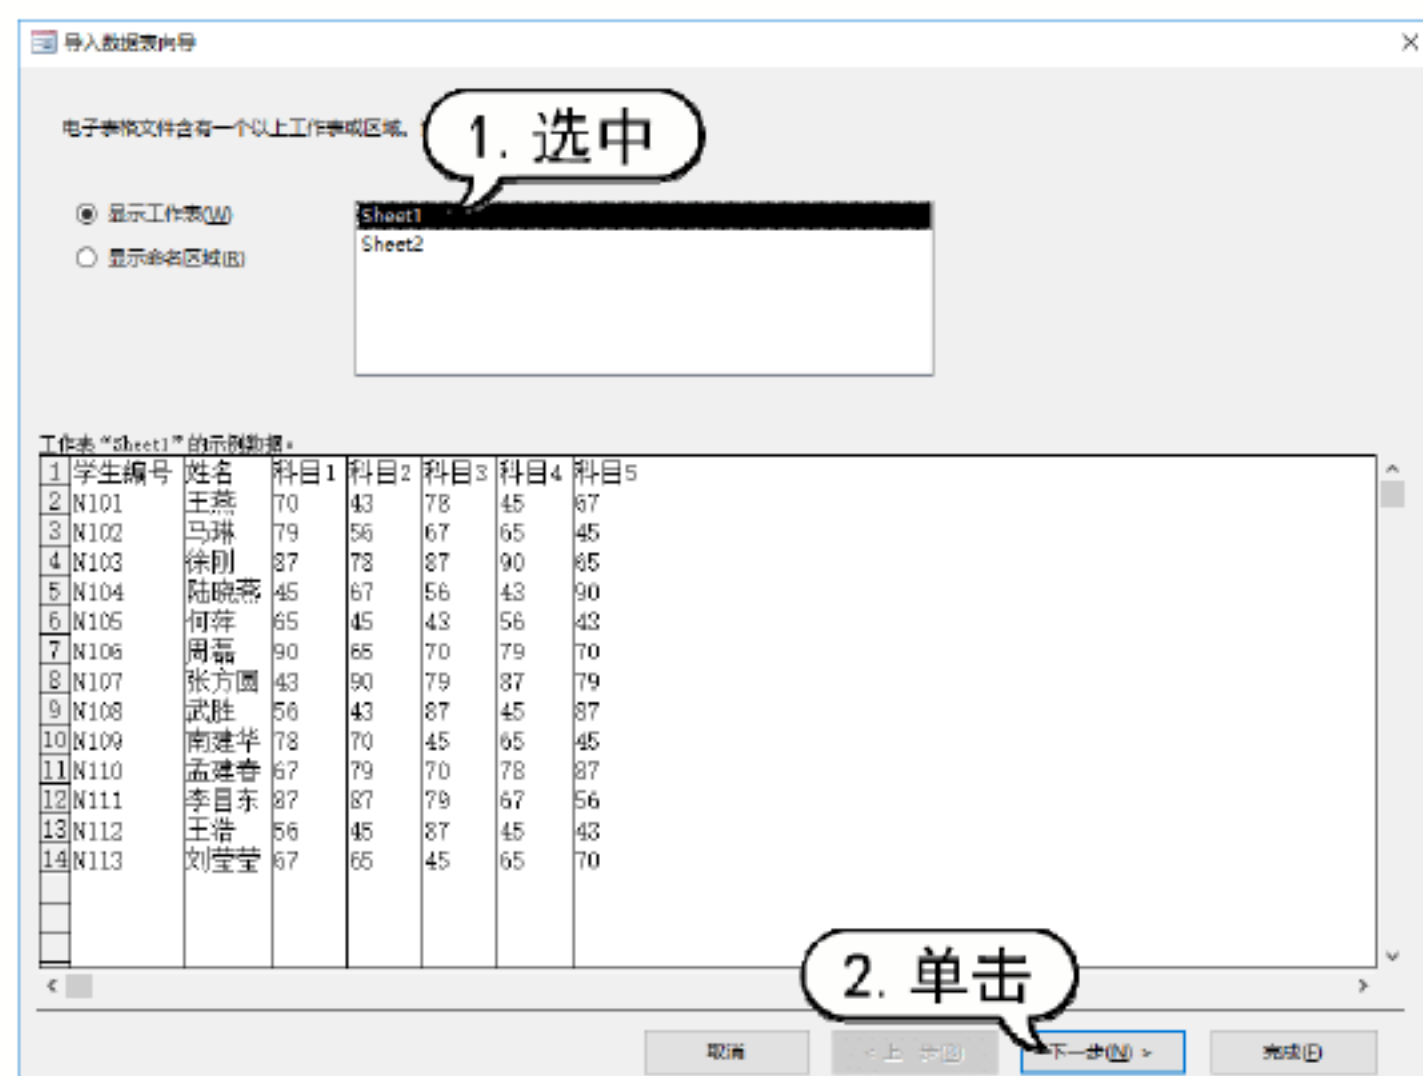 导入数据表向导
电子表格文件含有一个以上工作表或区域。
1. 选中
显示工作表(W)
显示命名区域(R)
Sheet1
Sheet2
工作表“Sheet1”的示例数据。
1 学生编号 姓名 科目1 科目2 科目3 科目4 科目5
2 N101 王燕 70 43 78 45 67
3 N102 马琳 79 56 67 65 45
4 N103 徐刚 87 78 87 90 65
5 N104 陆晓燕 45 67 56 43 90
6 N105 何萍 65 45 43 56 43
7 N106 周磊 90 65 70 79 70
8 N107 张方圆 43 90 79 87 79
9 N108 武胜 56 43 87 45 87
10 N109 南建华 78 70 45 65 45
11 N110 孟建春 67 79 70 78 87
12 N111 李目东 87 87 79 67 56
13 N112 王浩 56 45 87 45 43
14 N113 刘莹莹 67 65 45 65 70
2. 单击
取消
<上一步(B)
下一步(N) >
完成(F)